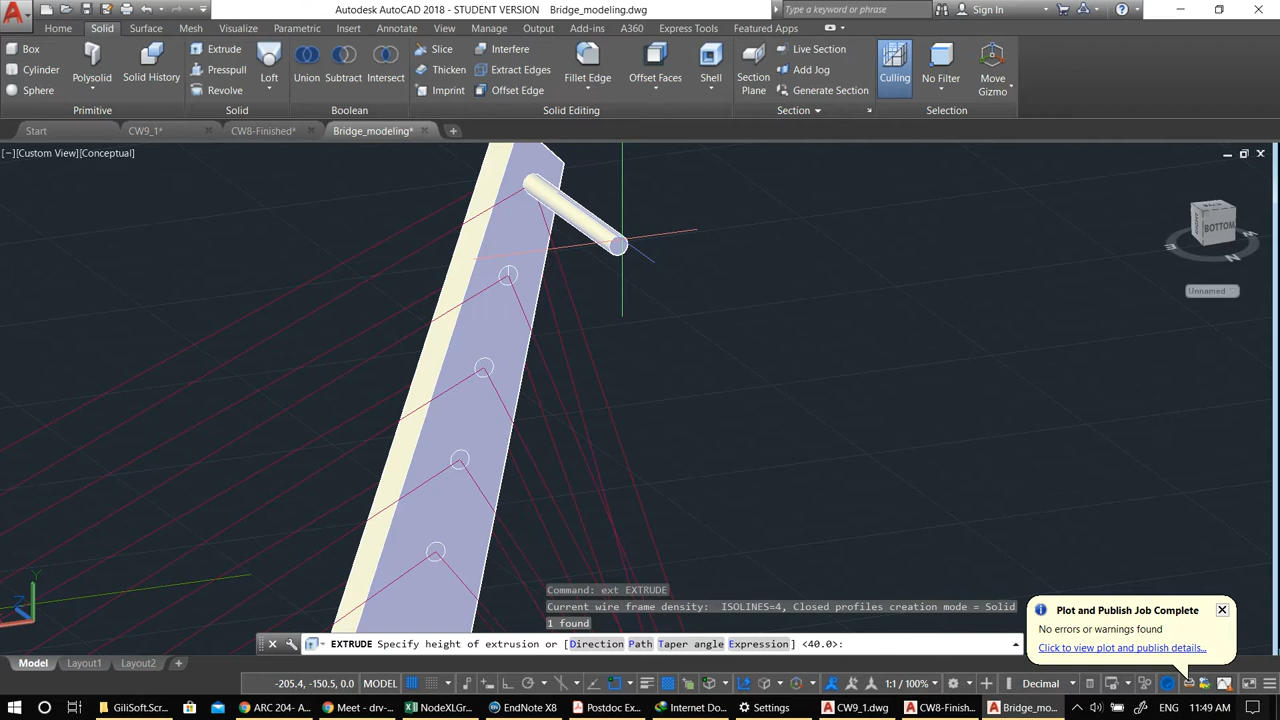 Autodesk AutoCAD 2018 - STUDENT VERSION Bridge_modeling.dwg
Type a keyword or phrase
Sign In
Home Solid Surface Mesh Visualize Parametric Insert Annotate View Manage Output Add-ins A360 Express Tools Featured Apps
Box
Cylinder
Sphere
Polysolid
Solid History
Primitive
Extrude
Presspull
Revolve
Loft
Solid
Union
Subtract
Intersect
Boolean
Slice
Thicken
Imprint
Interfere
Extract Edges
Offset Edge
Fillet Edge
Offset Faces
Shell
Solid Editing
Section
Plane
Live Section
Add Jog
Generate Section
Section
Culling
No Filter
Move
Gizmo
Selection
Start
CW9_1*
CW8-Finished*
Bridge_modeling*
[−][Custom View][Conceptual]
BOTTOM
Unnamed
Command: ext EXTRUDE
Current wire frame density: ISOLINES=4, Closed profiles creation mode = Solid
1 found
EXTRUDE Specify height of extrusion or [Direction Path Taper angle Expression] <40.0>:
Plot and Publish Job Complete
No errors or warnings found
Click to view plot and publish details...
Model Layout1 Layout2
-205.4, -150.5, 0.0 MODEL
1:1 / 100%
Decimal
GiliSoft.Scr...
ARC 204- A...
Meet - drv-...
NodeXLGr...
EndNote X8
Postdoc Ex...
Internet Do...
Settings
CW9_1.dwg
CW8-Finish...
Bridge_mo...
11:49 AM